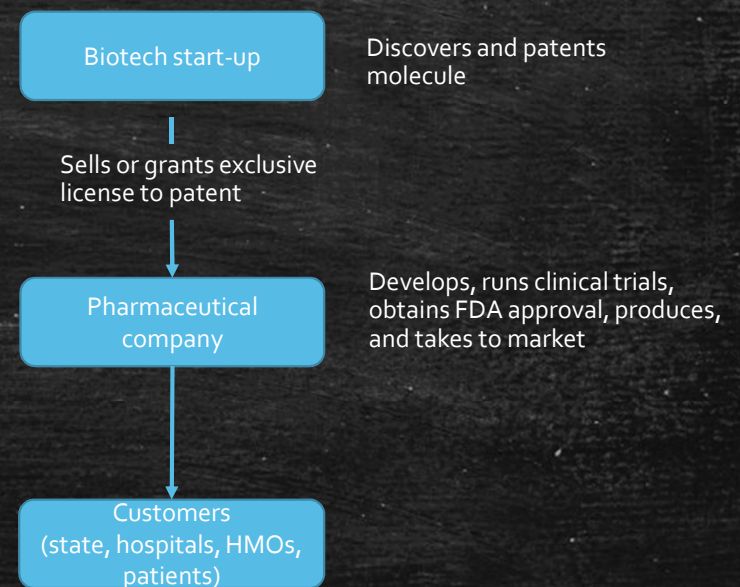 Biotech start-up
Discovers and patents
molecule
Sells or grants exclusive
license to patent
Pharmaceutical
company
Develops, runs clinical trials,
obtains FDA approval, produces,
and takes to market
Customers
(state, hospitals, HMOs,
patients)